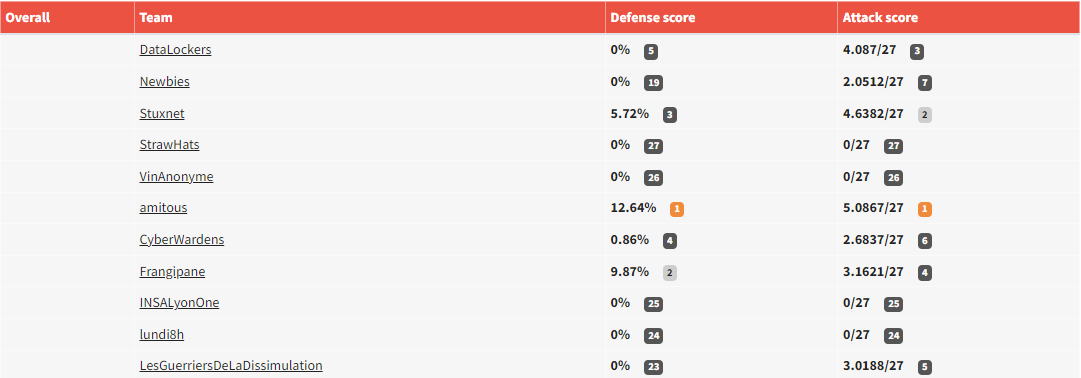 Overall Team Defense score Attack score
DataLockers 0% 5 4.087/27 3
Newbies 0% 19 2.0512/27 7
Stuxnet 5.72% 3 4.6382/27 2
StrawHats 0% 27 0/27 27
VinAnonyme 0% 26 0/27 26
amitous 12.64% 1 5.0867/27 1
CyberWardens 0.86% 4 2.6837/27 6
Frangipane 9.87% 2 3.1621/27 4
INSALyonOne 0% 25 0/27 25
lundi8h 0% 24 0/27 24
LesGuerriersDeLaDissimulation 0% 23 3.0188/27 5